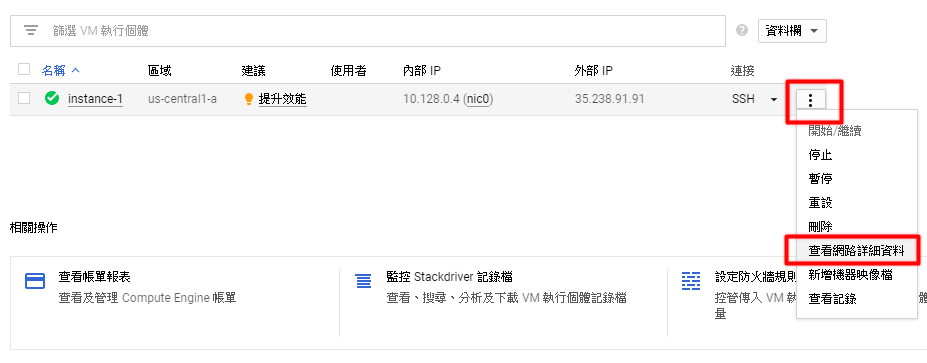 篩選 VM 執行個體
資料欄
名稱 區域 建議 使用者 內部 IP 外部 IP 連接
instance-1 us-central1-a 提升效能 10.128.0.4 (nic0) 35.238.91.91 SSH
開始/繼續
停止
暫停
重設
刪除
查看網路詳細資料
新增機器映像檔
查看記錄
相關操作
查看帳單報表
查看及管理 Compute Engine 帳單
監控 Stackdriver 記錄檔
查看、搜尋、分析及下載 VM 執行個體記錄檔
設定防火牆規則
控管傳入 VM 執
量